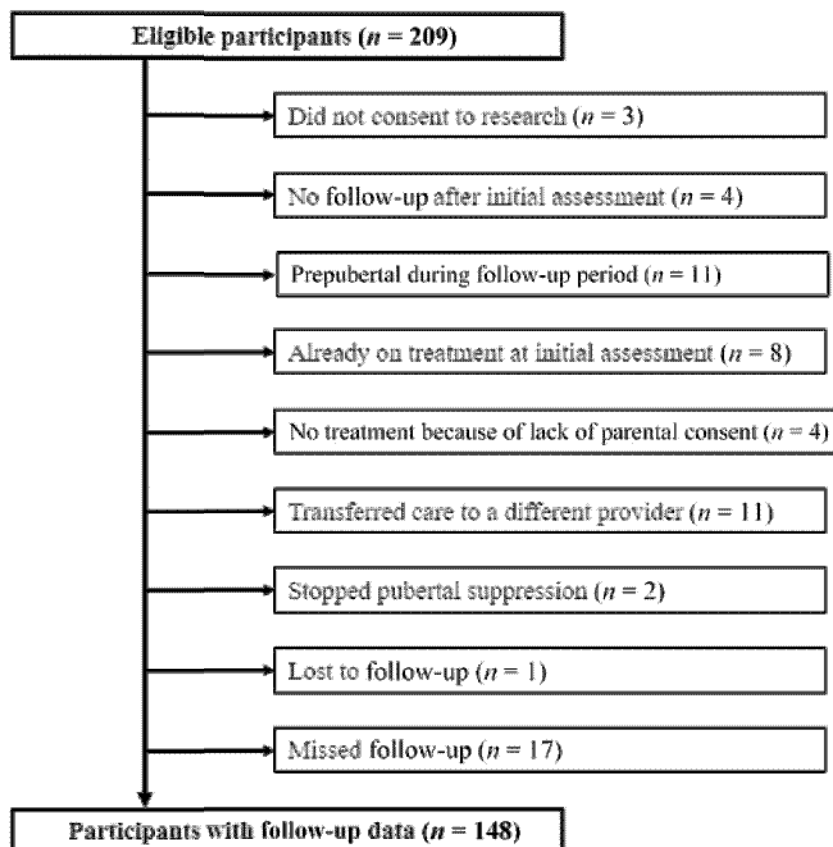 Eligible participants (n = 209)
Did not consent to research (n = 3)
No follow-up after initial assessment (n = 4)
Prepubertal during follow-up period (n = 11)
Already on treatment at initial assessment (n = 8)
No treatment because of lack of parental consent (n = 4)
Transferred care to a different provider (n = 11)
Stopped pubertal suppression (n = 2)
Lost to follow-up (n = 1)
Missed follow-up (n = 17)
Participants with follow-up data (n = 148)